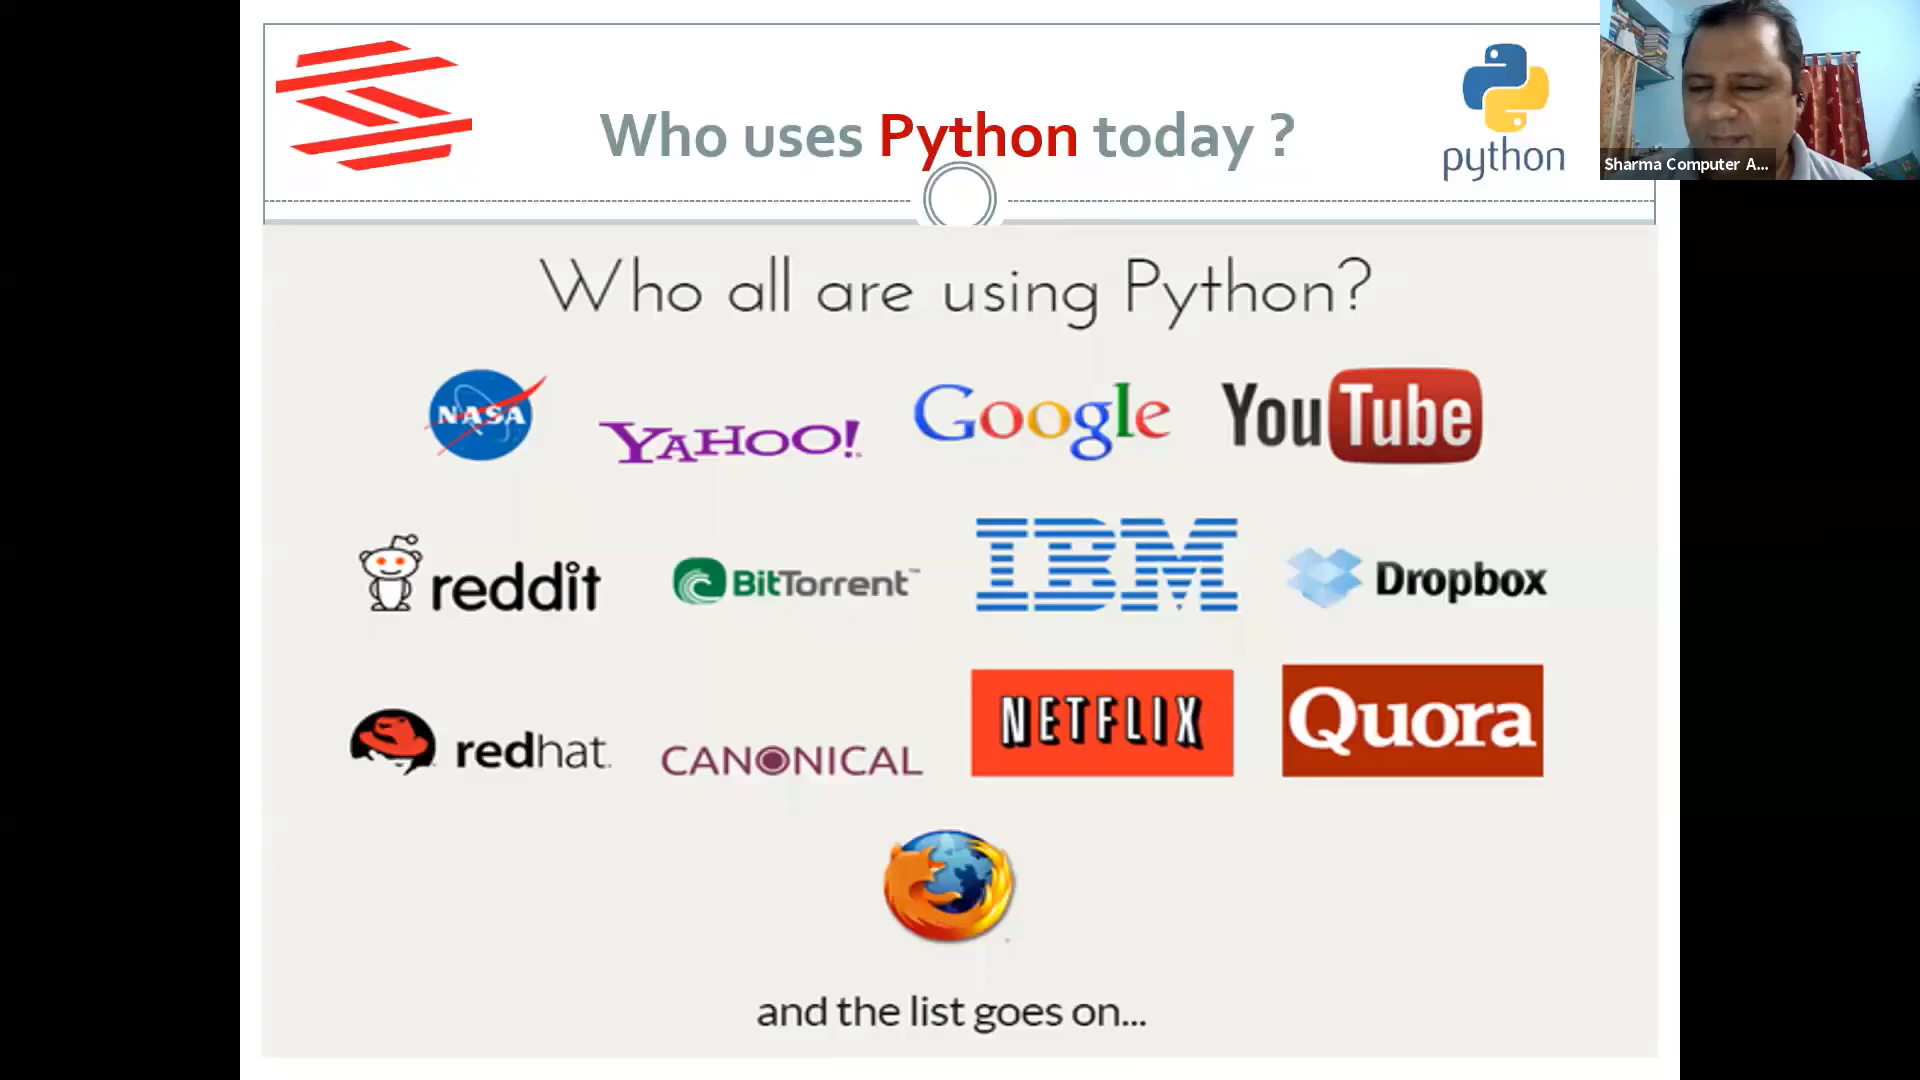 Who uses Python today ?
python
Sharma Computer A...
Who all are using Python?
NASA
YAHOO!
Google
YouTube
reddit
BitTorrent™
IBM
Dropbox
redhat.
CANONICAL
NETFLIX
Quora
and the list goes on...